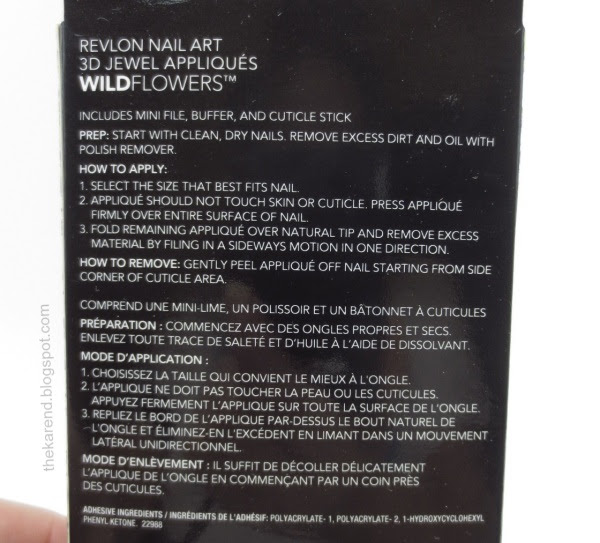 REVLON NAIL ART
3D JEWEL APPLIQUÉS
WILDFLOWERS™
INCLUDES MINI FILE, BUFFER, AND CUTICLE STICK
PREP: START WITH CLEAN, DRY NAILS. REMOVE EXCESS DIRT AND OIL WITH
POLISH REMOVER.
HOW TO APPLY:
1. SELECT THE SIZE THAT BEST FITS NAIL.
2. APPLIQUÉ SHOULD NOT TOUCH SKIN OR CUTICLE. PRESS APPLIQUÉ
FIRMLY OVER ENTIRE SURFACE OF NAIL.
3. FOLD REMAINING APPLIQUÉ OVER NATURAL TIP AND REMOVE EXCESS
MATERIAL BY FILING IN A SIDEWAYS MOTION IN ONE DIRECTION.
HOW TO REMOVE: GENTLY PEEL APPLIQUÉ OFF NAIL STARTING FROM SIDE
CORNER OF CUTICLE AREA.
COMPREND UNE MINI-LIME, UN POLISSOIR ET UN BÂTONNET À CUTICULES
PRÉPARATION : COMMENCEZ AVEC DES ONGLES PROPRES ET SECS.
ENLEVEZ TOUTE TRACE DE SALETÉ ET D'HUILE À L'AIDE DE DISSOLVANT.
MODE D'APPLICATION :
1. CHOISISSEZ LA TAILLE QUI CONVIENT LE MIEUX À L'ONGLE.
2. L'APPLIQUE NE DOIT PAS TOUCHER LA PEAU OU LES CUTICULES.
APPUYEZ FERMEMENT L'APPLIQUE SUR TOUTE LA SURFACE DE L'ONGLE.
3. REPLIEZ LE BORD DE L'APPLIQUE PAR-DESSUS LE BOUT NATUREL DE
L'ONGLE ET ÉLIMINEZ-EN L'EXCÉDENT EN LIMANT DANS UN MOUVEMENT
LATÉRAL UNIDIRECTIONNEL.
MODE D'ENLÈVEMENT : IL SUFFIT DE DÉCOLLER DÉLICATEMENT
L'APPLIQUE DE L'ONGLE EN COMMENÇANT PAR UN COIN PRÈS
DES CUTICULES.
ADHESIVE INGREDIENTS / INGRÉDIENTS DE L'ADHÉSIF: POLYACRYLATE- 1, POLYACRYLATE- 2, 1-HYDROXYCYCLOHEXYL
PHENYL KETONE. 22988
thekarend.blogspot.com